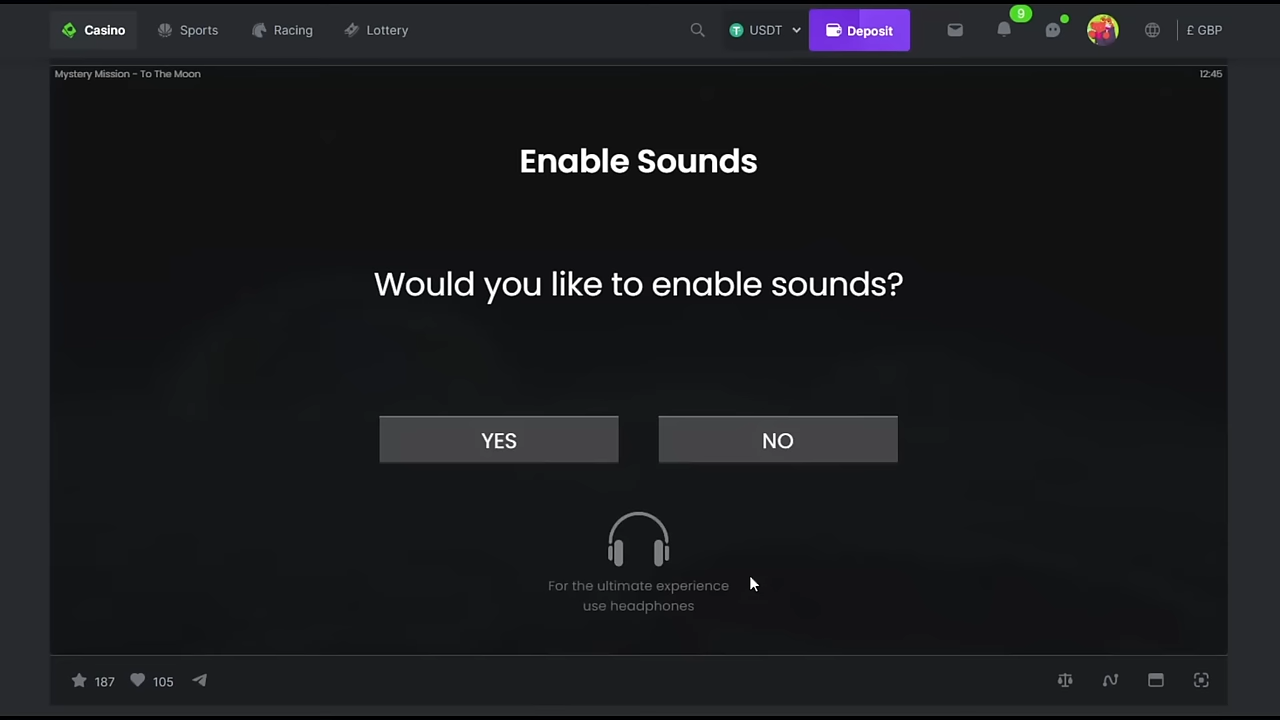 Casino Sports Racing Lottery USDT Deposit 9 £ GBP
Mystery Mission - To The Moon 12:45
Enable Sounds
Would you like to enable sounds?
YES NO
For the ultimate experience
use headphones
187 105